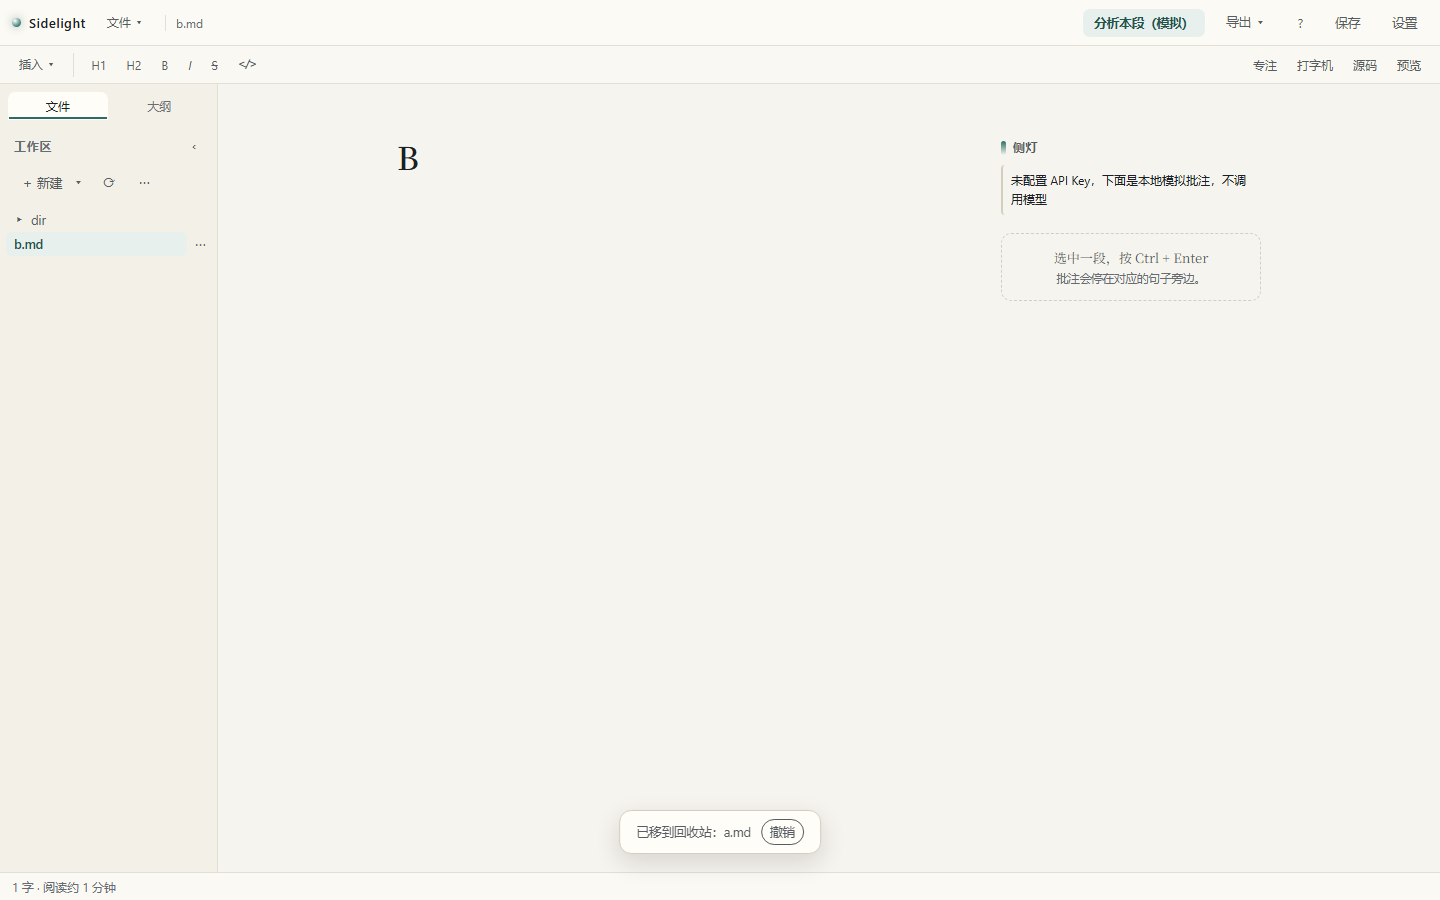 Sidelight 文件 b.md 分析本段（模拟） 导出 ? 保存 设置
插入 H1 H2 B I S </> 专注 打字机 源码 预览
文件 大纲
工作区
+ 新建 ...
dir
b.md ...
B
侧灯
未配置 API Key，下面是本地模拟批注，不调
用模型
选中一段，按 Ctrl + Enter
批注会停在对应的句子旁边。
已移到回收站：a.md 撤销
1 字 · 阅读约 1 分钟